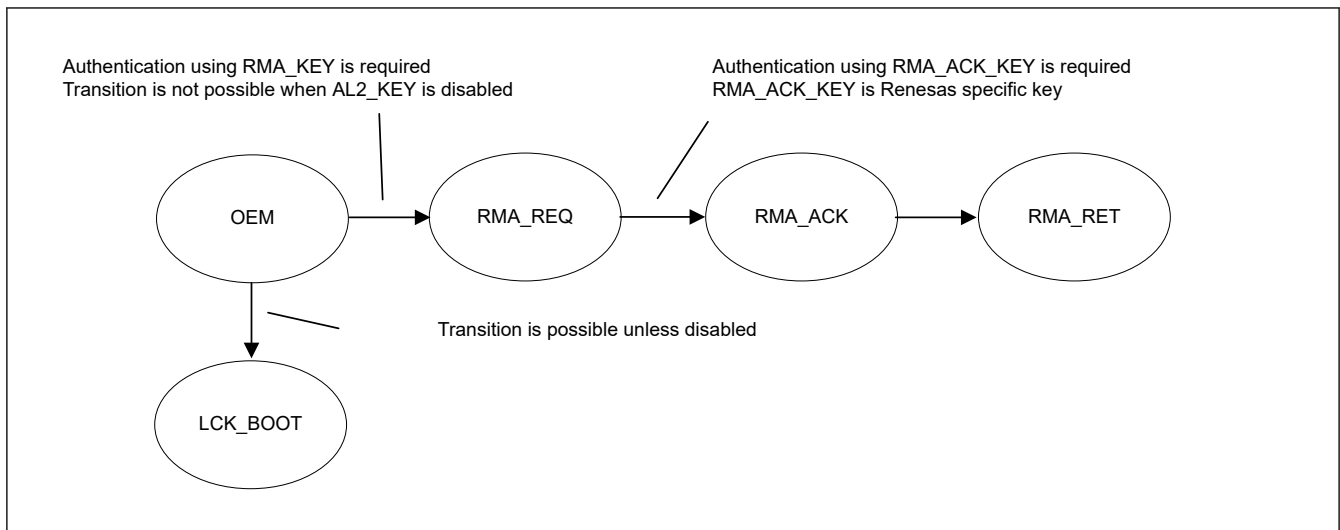 Authentication using RMA_KEY is required
Transition is not possible when AL2_KEY is disabled
Authentication using RMA_ACK_KEY is required
RMA_ACK_KEY is Renesas specific key
OEM
RMA_REQ
RMA_ACK
RMA_RET
Transition is possible unless disabled
LCK_BOOT